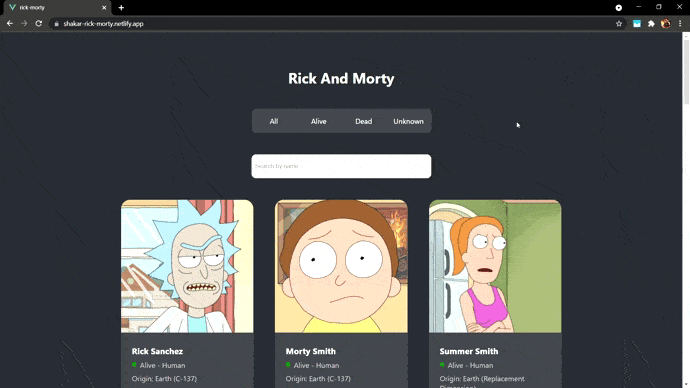 rick-morty
shakar-rick-morty.netlify.app
Rick And Morty
All Alive Dead Unknown
Search by name
Rick Sanchez
Alive - Human
Origin: Earth (C-137)
Morty Smith
Alive - Human
Origin: Earth (C-137)
Summer Smith
Alive - Human
Origin: Earth (Replacement
Dimension)